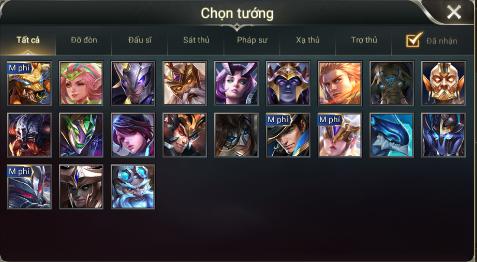 Chọn tướng
Tất cả Đỡ đòn Đấu sĩ Sát thủ Pháp sư Xạ thủ Trợ thủ Đã nhận
M phí
M phí M phí
M phí